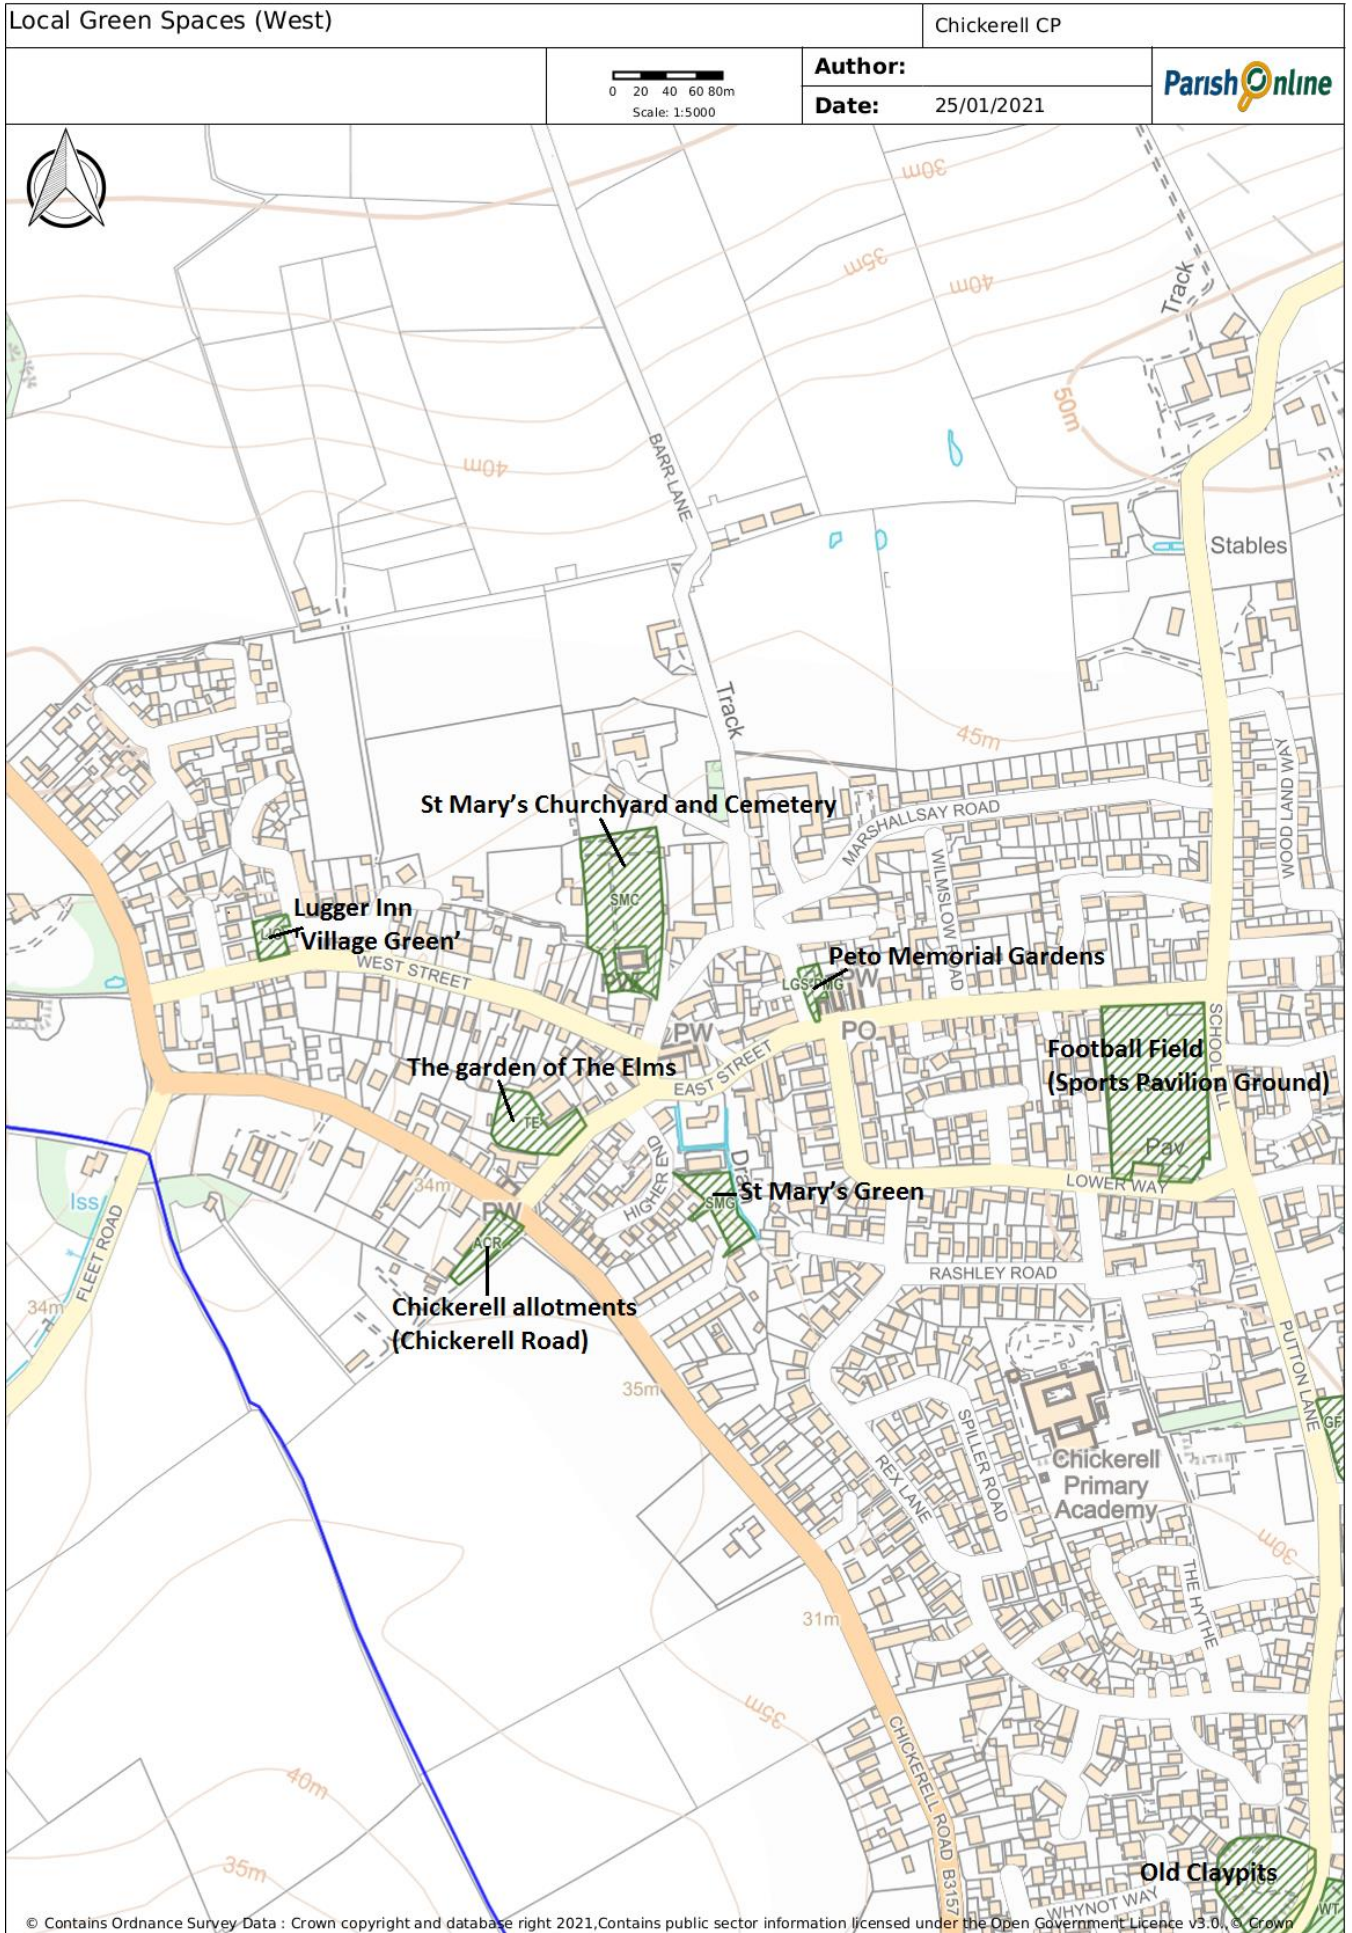 Local Green Spaces (West)
Chickerell CP
0 20 40 60 80m
Scale: 1:5000
Author:
Date: 25/01/2021
Parish Online
30m
35m
40m
Track
50m
40m
BARR LANE
Stables
Track
45m
WOOD LAND WAY
St Mary's Churchyard and Cemetery
MARSHALLSAY ROAD
WILMSLOW ROAD
SMC
Lugger Inn
'Village Green'
WEST STREET
Peto Memorial Gardens
LGS-PMG
PW
PW
PW
PO
SCHOOL HILL
Football Field
(Sports Pavilion Ground)
The garden of The Elms
EAST STREET
TE
Pav
Drain
HIGHER END
LOWER WAY
34m
St Mary's Green
SMG
Iss
FLEET ROAD
PW
ACR
RASHLEY ROAD
34m
Chickerell allotments
(Chickerell Road)
PUTTON LANE
35m
SPILLER ROAD
REX LANE
GF
Chickerell
Primary
Academy
30m
THE HYTHE
31m
35m
CHICKERELL ROAD B3157
40m
35m
Old Claypits
WHYNOT WAY
WT
© Contains Ordnance Survey Data : Crown copyright and database right 2021,Contains public sector information licensed under the Open Government Licence v3.0.,© Crown